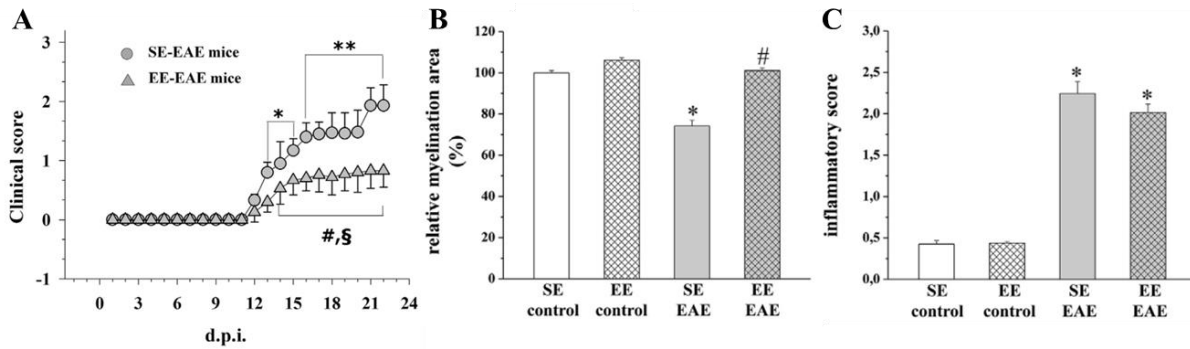 A
Clinical score
3
2
1
0
-1
SE-EAE mice
EE-EAE mice
**
*
#,§
0 3 6 9 12 15 18 21 24
d.p.i.
B
relative myelination area
(%)
120
100
80
60
40
20
0
*
#
SE EE SE EE
control control EAE EAE
C
inflammatory score
3,0
2,5
2,0
1,5
1,0
0,5
0,0
*
*
SE EE SE EE
control control EAE EAE